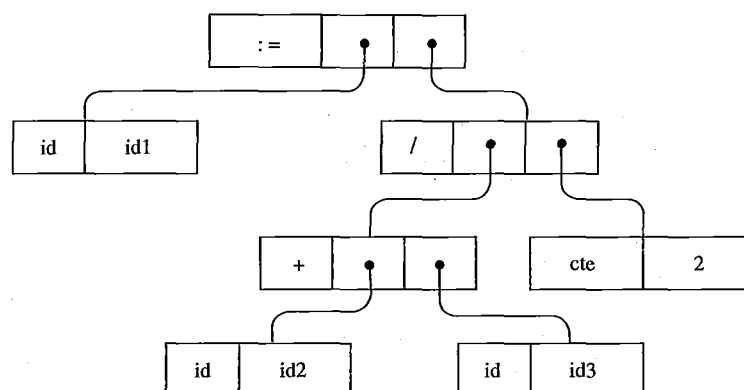 :=
id id1 /
+ cte 2
id id2 id id3